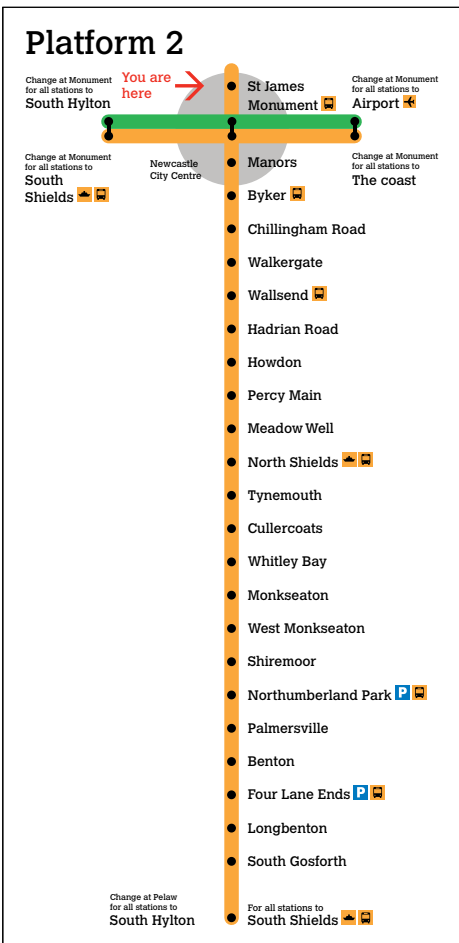 Platform 2
Change at Monument
for all stations to
South Hylton
You are
here
St James
Monument
Change at Monument
for all stations to
Airport
Change at Monument
for all stations to
South
Shields
Newcastle
City Centre
Manors
Change at Monument
for all stations to
The coast
Byker
Chillingham Road
Walkergate
Wallsend
Hadrian Road
Howdon
Percy Main
Meadow Well
North Shields
Tynemouth
Cullercoats
Whitley Bay
Monkseaton
West Monkseaton
Shiremoor
Northumberland Park P
Palmersville
Benton
Four Lane Ends P
Longbenton
South Gosforth
Change at Pelaw
for all stations to
South Hylton
For all stations to
South Shields